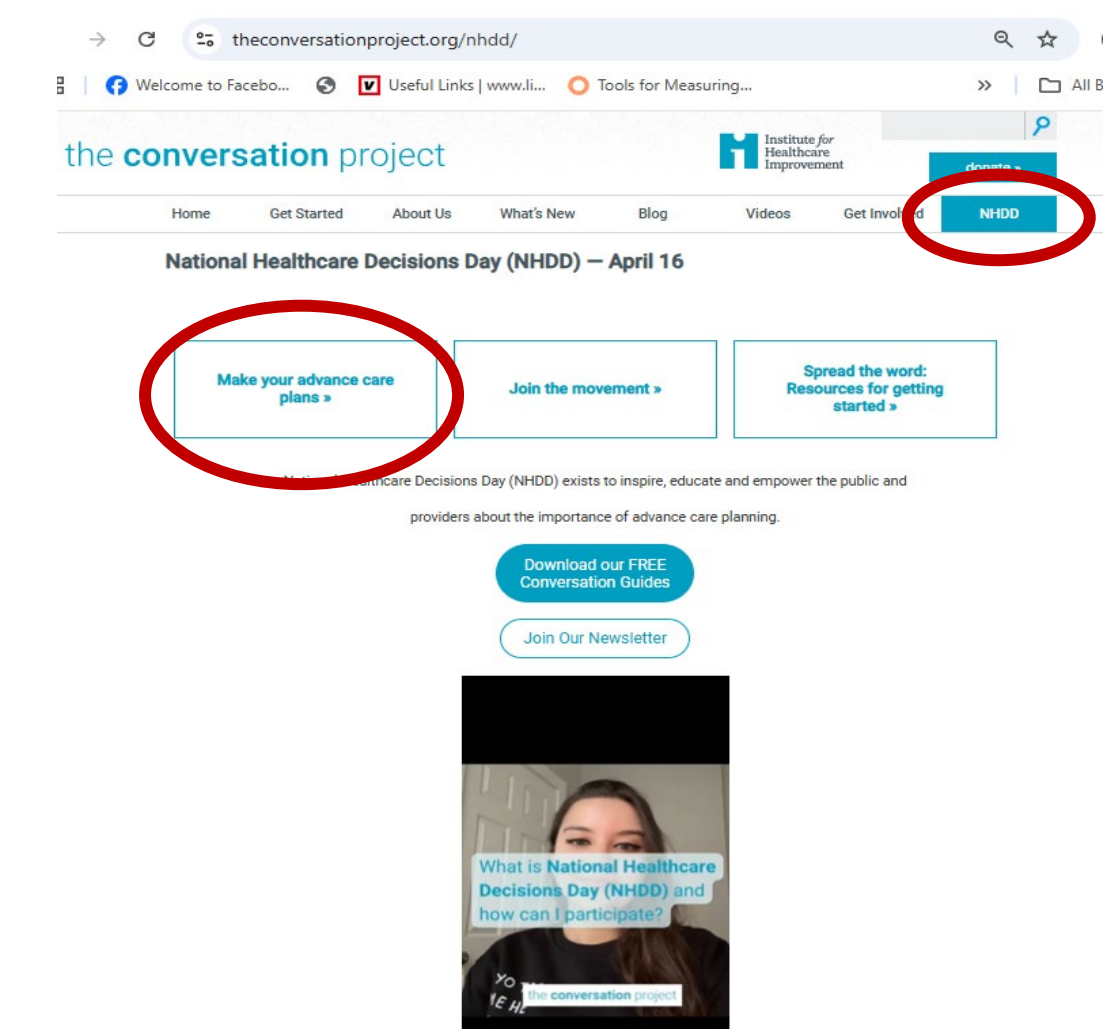 theconversationproject.org/nhdd/
Welcome to Facebo...
Useful Links | www.li...
Tools for Measuring...
»
All B
the conversation project
Institute for
Healthcare
Improvement
donate »
Home Get Started About Us What's New Blog Videos Get Involved NHDD
National Healthcare Decisions Day (NHDD) — April 16
Make your advance care
plans »
Join the movement »
Spread the word:
Resources for getting
started »
National Healthcare Decisions Day (NHDD) exists to inspire, educate and empower the public and
providers about the importance of advance care planning.
Download our FREE
Conversation Guides
Join Our Newsletter
What is National Healthcare
Decisions Day (NHDD) and
how can I participate?
the conversation project